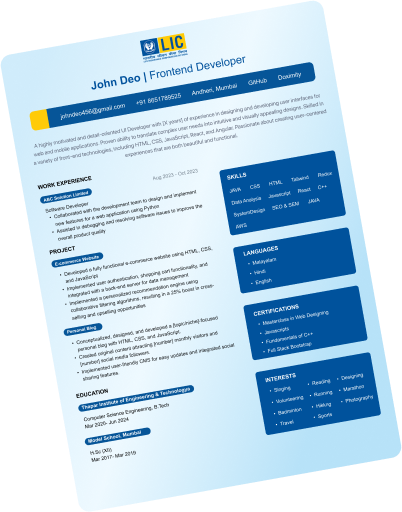 LIC
भारतीय जीवन बीमा निगम
LIFE INSURANCE CORPORATION OF INDIA
John Deo | Frontend Developer
johndeo456@gmail.com +91 8651789525 Andheri, Mumbai GitHub Doximity
A highly motivated and detail-oriented UI Developer with [X years] of experience in designing and developing user interfaces for
web and mobile applications. Proven ability to translate complex user needs into intuitive and visually appealing designs. Skilled in
a variety of front-end technologies, including HTML, CSS, JavaScript, React, and Angular. Passionate about creating user-centered
experiences that are both beautiful and functional.
WORK EXPERIENCE
ABC Solution Limited Aug 2023 - Oct 2023
Software Developer
• Collaborated with the development team to design and implement
new features for a web application using Python
• Assisted in debugging and resolving software issues to improve the
overall product quality
PROJECT
E-commerce Website
• Developed a fully functional e-commerce website using HTML, CSS,
and JavaScript
• Implemented user authentication, shopping cart functionality, and
integrated with a back-end server for data management
• Implemented a personalized recommendation engine using
collaborative filtering algorithms, resulting in a 25% boost in cross-
selling and upselling opportunities
Personal Blog
• Conceptualized, designed, and developed a [topic/niche] focused
personal blog with HTML, CSS, and JavaScript.
• Created original content attracting [number] monthly visitors and
[number] social media followers.
• Implemented user-friendly CMS for easy updates and integrated social
sharing features
EDUCATION
Thapar Institute of Engineering & Technologya
Computer Science Engineering, B.Tech
Mar 2020- Jun 2024
Model School, Mumbai
H.Sc (XII)
Mar 2017- Mar 2019
SKILLS
JAVA CSS HTML Tailwind Redux
Data Analysis Javascript React C++
SystemDesign SEO & SEM JAVA
AWS
LANGUAGES
• Malayalam
• Hindi
• English
CERTIFICATIONS
• Masterclass in Web Designing
• Javascripts
• Fundamentals of C++
• Full Stack Bootstrap
INTERESTS
• Singing • Reading • Designing
• Volunteering • Running • Marathon
• Badminton • Hiking • Photography
• Travel • Sports